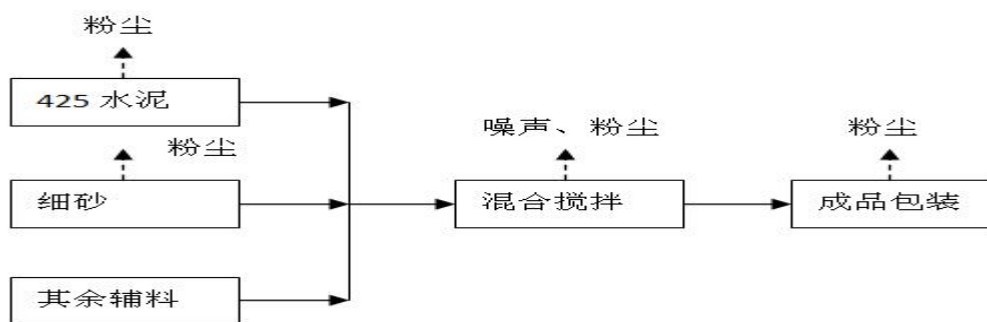 粉尘
425 水泥
噪声、粉尘
粉尘
粉尘
细砂
混合搅拌
成品包装
其余辅料